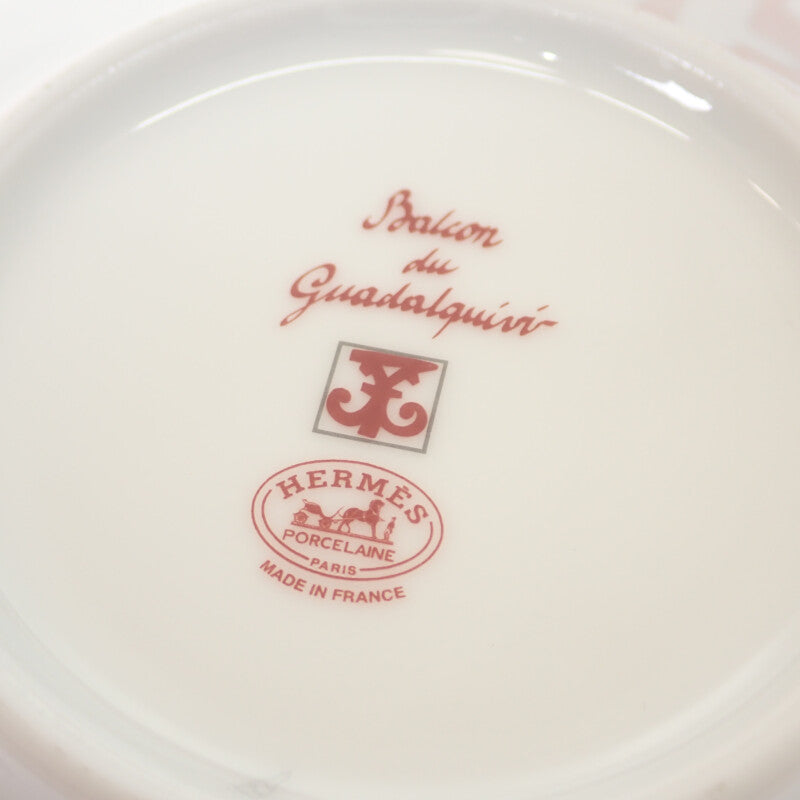 Balcon
du
Guadalquivir
HERMÈS
PORCELAINE
PARIS
MADE IN FRANCE